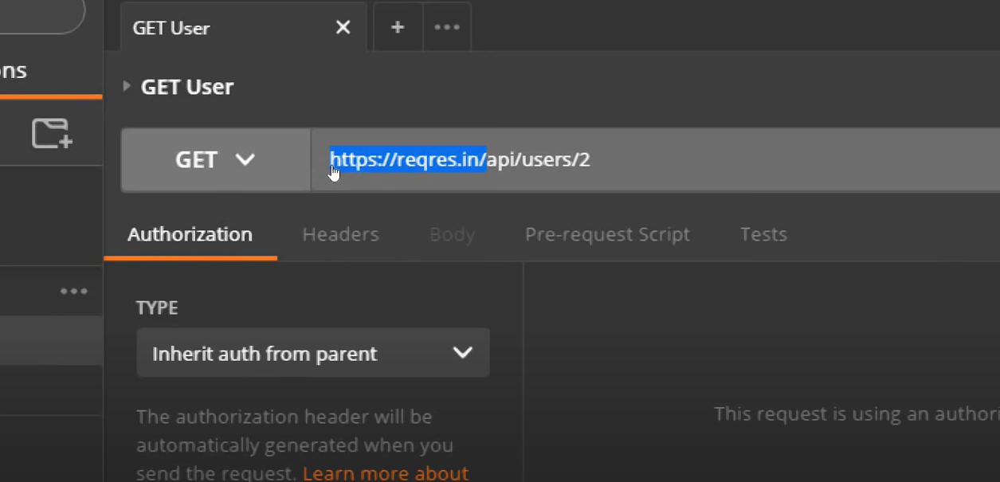 GET User
ns
GET User
GET https://reqres.in/api/users/2
Authorization Headers Body Pre-request Script Tests
TYPE
Inherit auth from parent
The authorization header will be
automatically generated when you
send the request. Learn more about
This request is using an authori